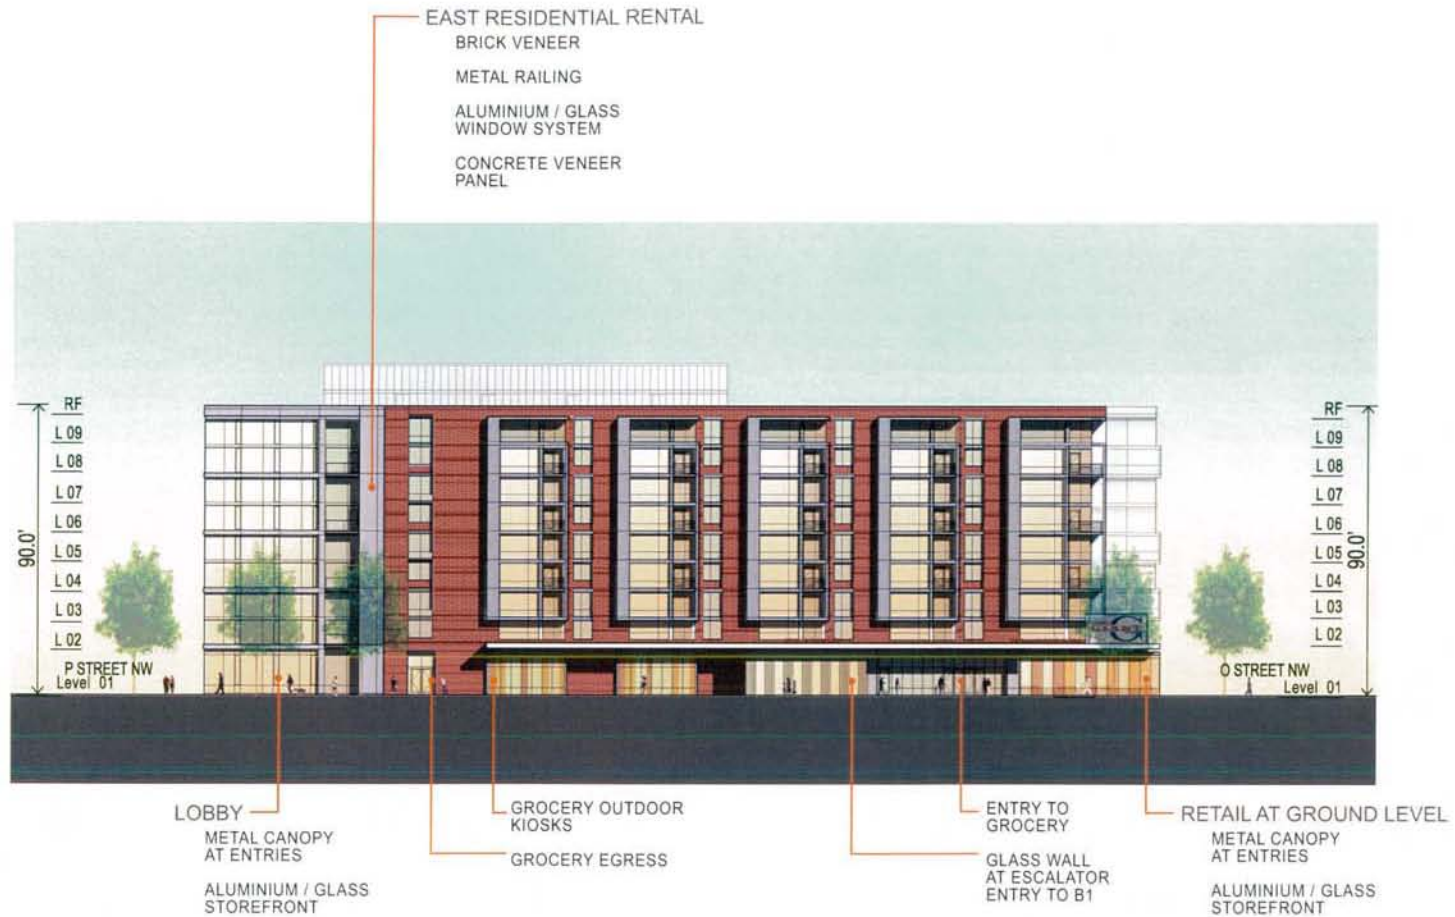 EAST RESIDENTIAL RENTAL
BRICK VENEER
METAL RAILING
ALUMINIUM / GLASS
WINDOW SYSTEM
CONCRETE VENEER
PANEL
RF
L 09
L 08
L 07
L 06
L 05
L 04
L 03
L 02
P STREET NW
Level 01
90.0'
RF
L 09
L 08
L 07
L 06
L 05
L 04
L 03
L 02
O STREET NW
Level 01
90.0'
LOBBY
METAL CANOPY
AT ENTRIES
ALUMINIUM / GLASS
STOREFRONT
GROCERY OUTDOOR
KIOSKS
GROCERY EGRESS
ENTRY TO
GROCERY
GLASS WALL
AT ESCALATOR
ENTRY TO B1
RETAIL AT GROUND LEVEL
METAL CANOPY
AT ENTRIES
ALUMINIUM / GLASS
STOREFRONT